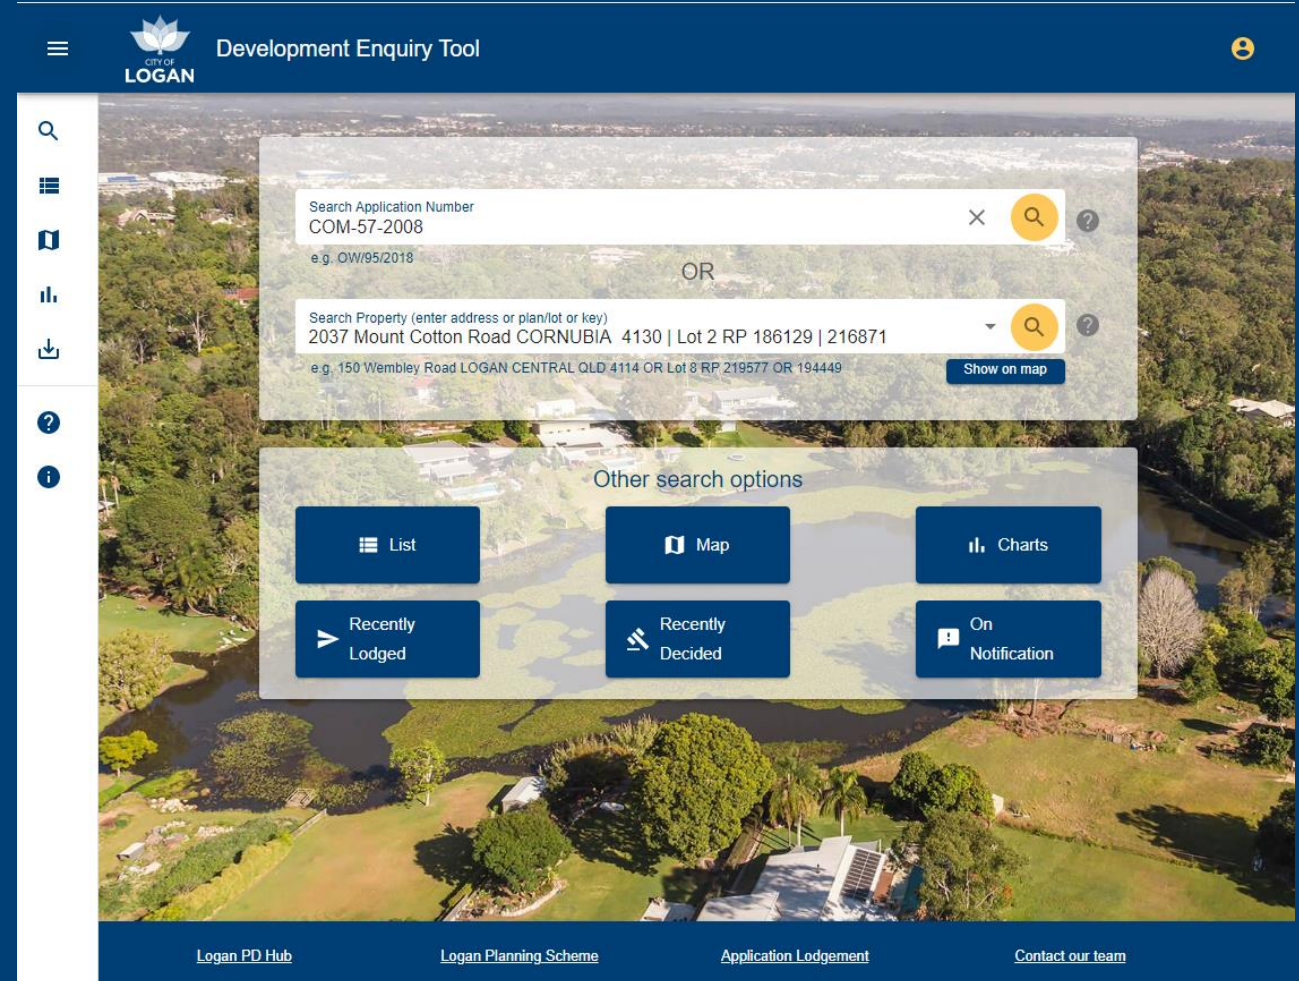 CITY OF
LOGAN
Development Enquiry Tool
Search Application Number
COM-57-2008
e.g. OW/95/2018
OR
Search Property (enter address or plan/lot or key)
2037 Mount Cotton Road CORNUBIA  4130 | Lot 2 RP 186129 | 216871
e.g. 150 Wembley Road LOGAN CENTRAL QLD 4114 OR Lot 8 RP 219577 OR 194449
Show on map
Other search options
List
Map
Charts
Recently
Lodged
Recently
Decided
On
Notification
Logan PD Hub
Logan Planning Scheme
Application Lodgement
Contact our team